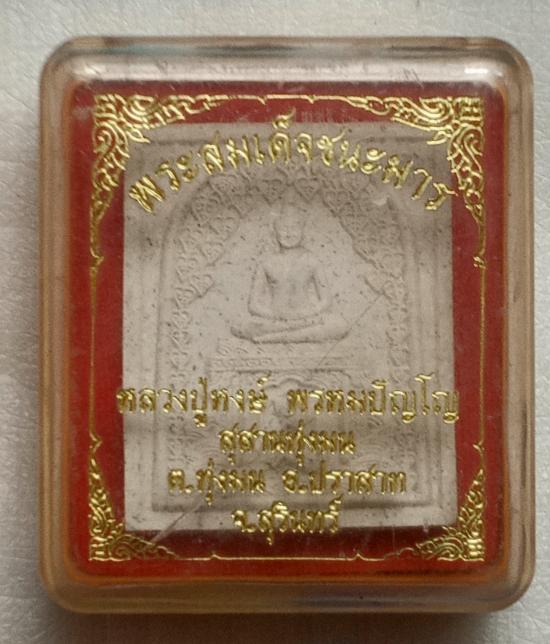 พระสมเด็จชนะมาร
หลวงปู่หงษ์ พรหมปัญโญ
สุสานทุ่งมน
ต.ทุ่งมน อ.ปราสาท
จ.สุรินทร์